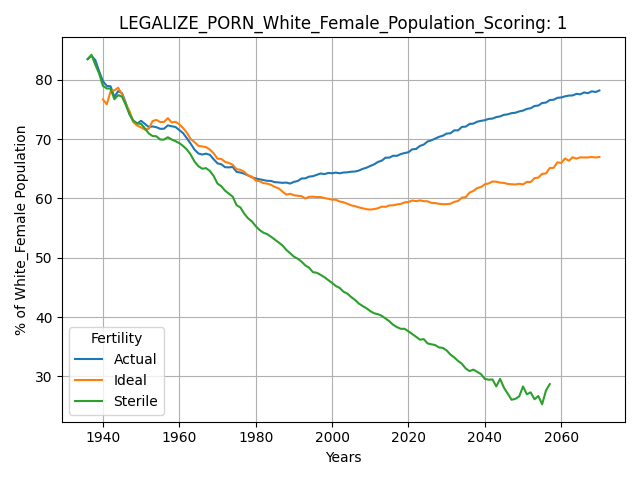 LEGALIZE_PORN_White_Female_Population_Scoring: 1
% of White_Female Population
80
70
60
50
40
30
Fertility
Actual
Ideal
Sterile
1940 1960 1980 2000 2020 2040 2060
Years